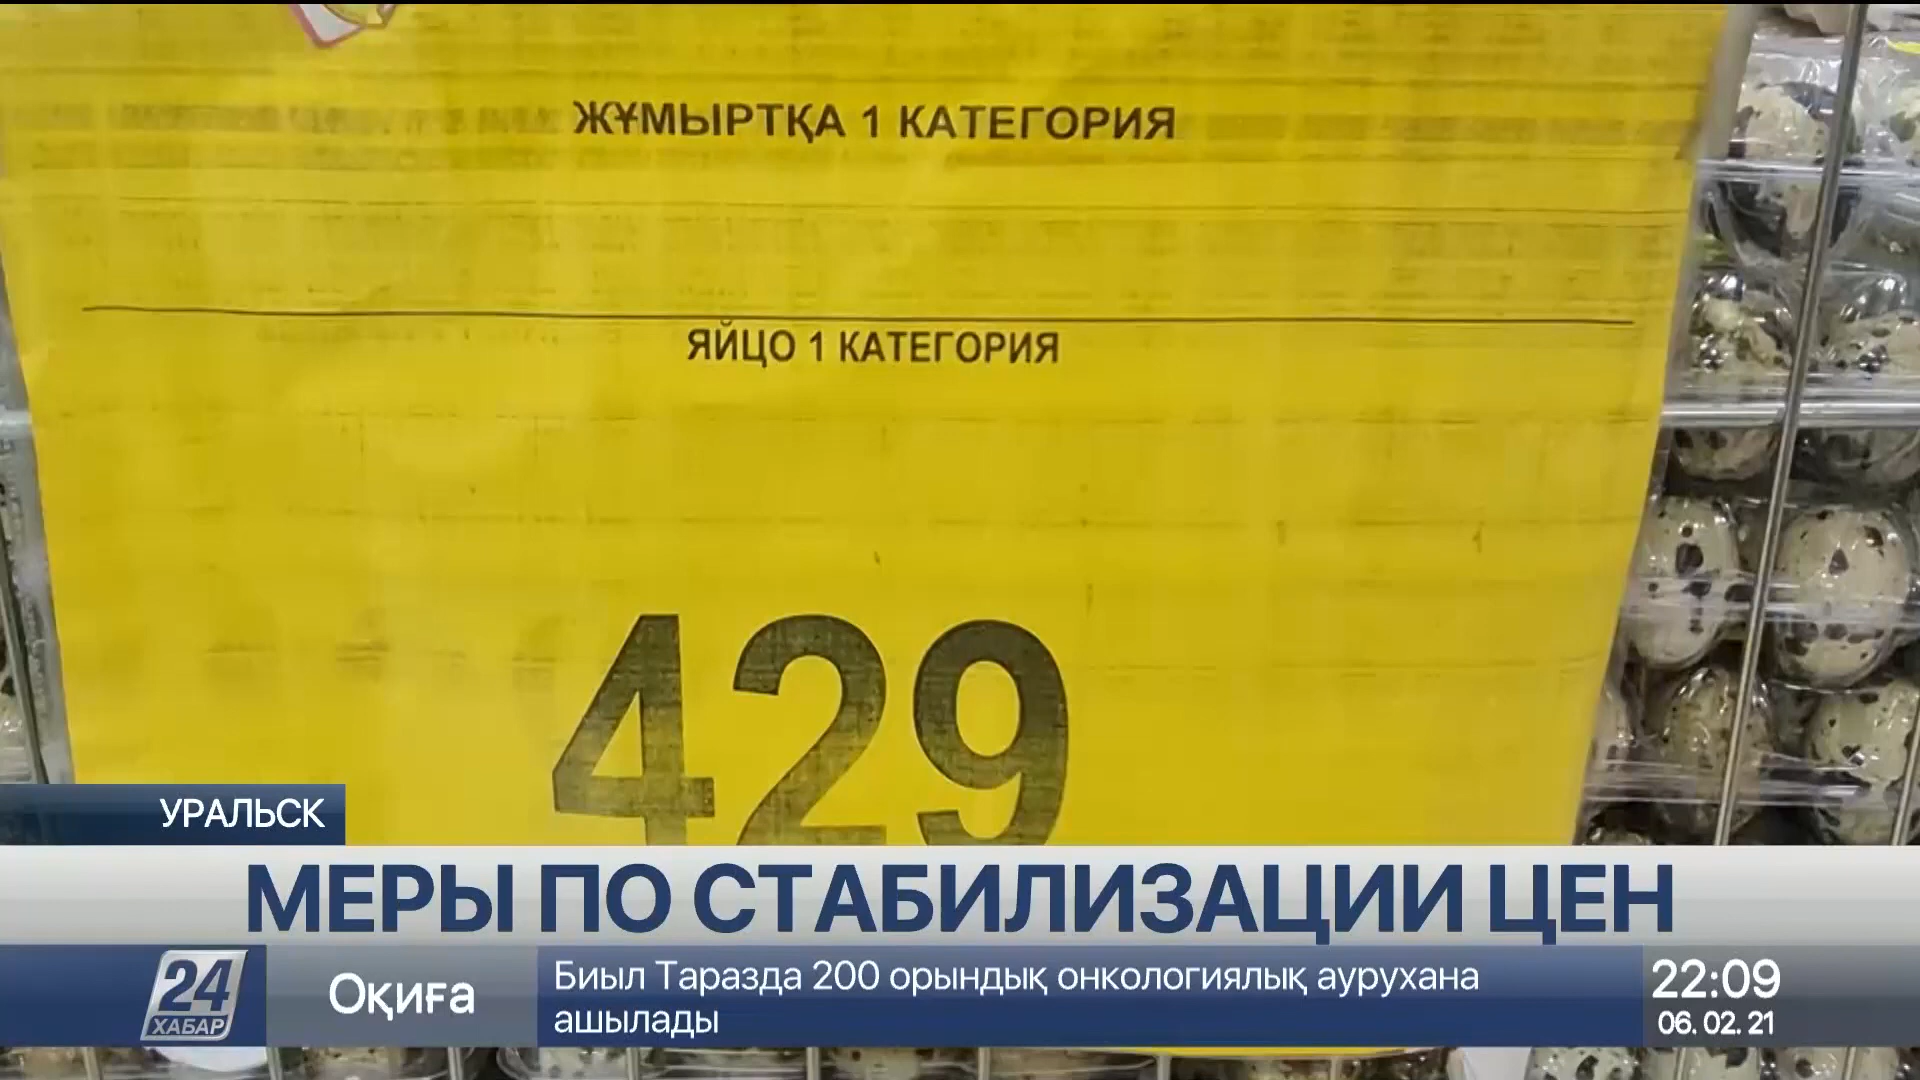 ЖҰМЫРТҚА 1 КАТЕГОРИЯ
ЯЙЦО 1 КАТЕГОРИЯ
429
УРАЛЬСК
МЕРЫ ПО СТАБИЛИЗАЦИИ ЦЕН
24
ХАБАР
Оқиға
Биыл Таразда 200 орындық онкологиялық аурухана
ашылады
22:09
06. 02. 21